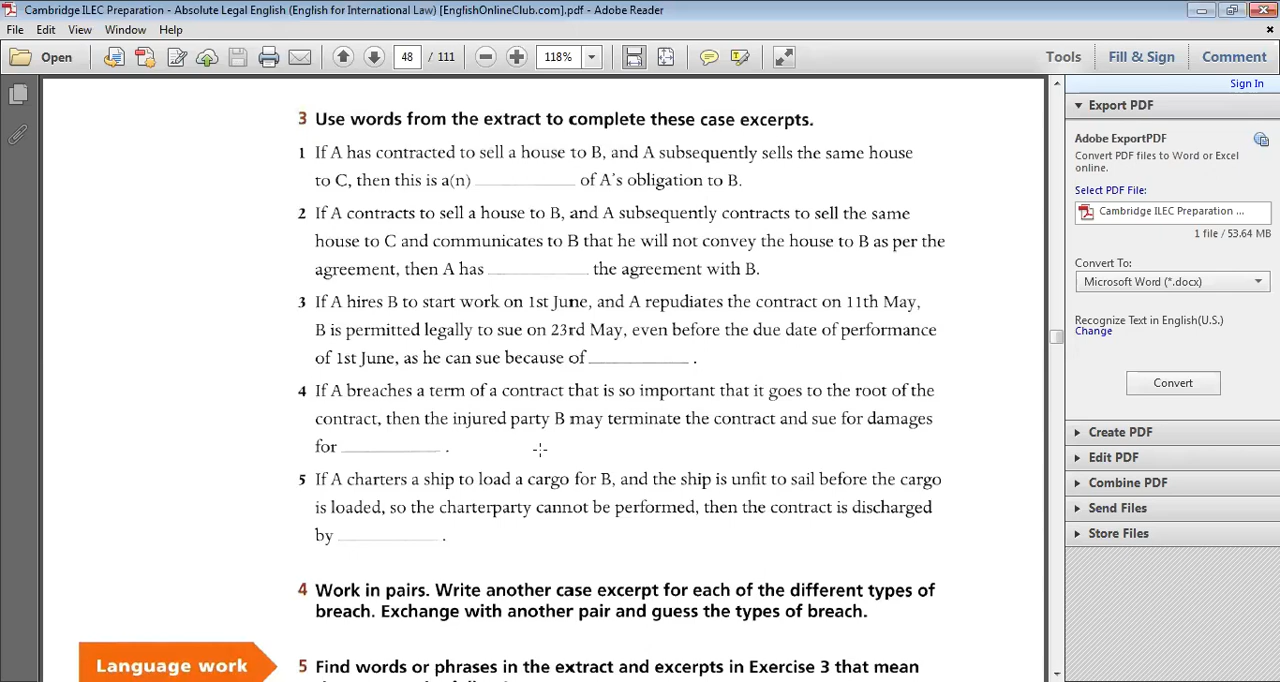 Cambridge ILEC Preparation - Absolute Legal English (English for International Law) [EnglishOnlineClub.com].pdf - Adobe Reader
File Edit View Window Help
Open 48 / 111 118% Tools Fill & Sign Comment
Sign In
Export PDF
Adobe ExportPDF
Convert PDF files to Word or Excel
online.
Select PDF File:
Cambridge ILEC Preparation ...
1 file / 53.64 MB
Convert To:
Microsoft Word (*.docx)
Recognize Text in English(U.S.)
Change
Convert
Create PDF
Edit PDF
Combine PDF
Send Files
Store Files
3 Use words from the extract to complete these case excerpts.
1 If A has contracted to sell a house to B, and A subsequently sells the same house
to C, then this is a(n) of A's obligation to B.
2 If A contracts to sell a house to B, and A subsequently contracts to sell the same
house to C and communicates to B that he will not convey the house to B as per the
agreement, then A has the agreement with B.
3 If A hires B to start work on 1st June, and A repudiates the contract on 11th May,
B is permitted legally to sue on 23rd May, even before the due date of performance
of 1st June, as he can sue because of .
4 If A breaches a term of a contract that is so important that it goes to the root of the
contract, then the injured party B may terminate the contract and sue for damages
for .
5 If A charters a ship to load a cargo for B, and the ship is unfit to sail before the cargo
is loaded, so the charterparty cannot be performed, then the contract is discharged
by .
4 Work in pairs. Write another case excerpt for each of the different types of
breach. Exchange with another pair and guess the types of breach.
Language work
5 Find words or phrases in the extract and excerpts in Exercise 3 that mean